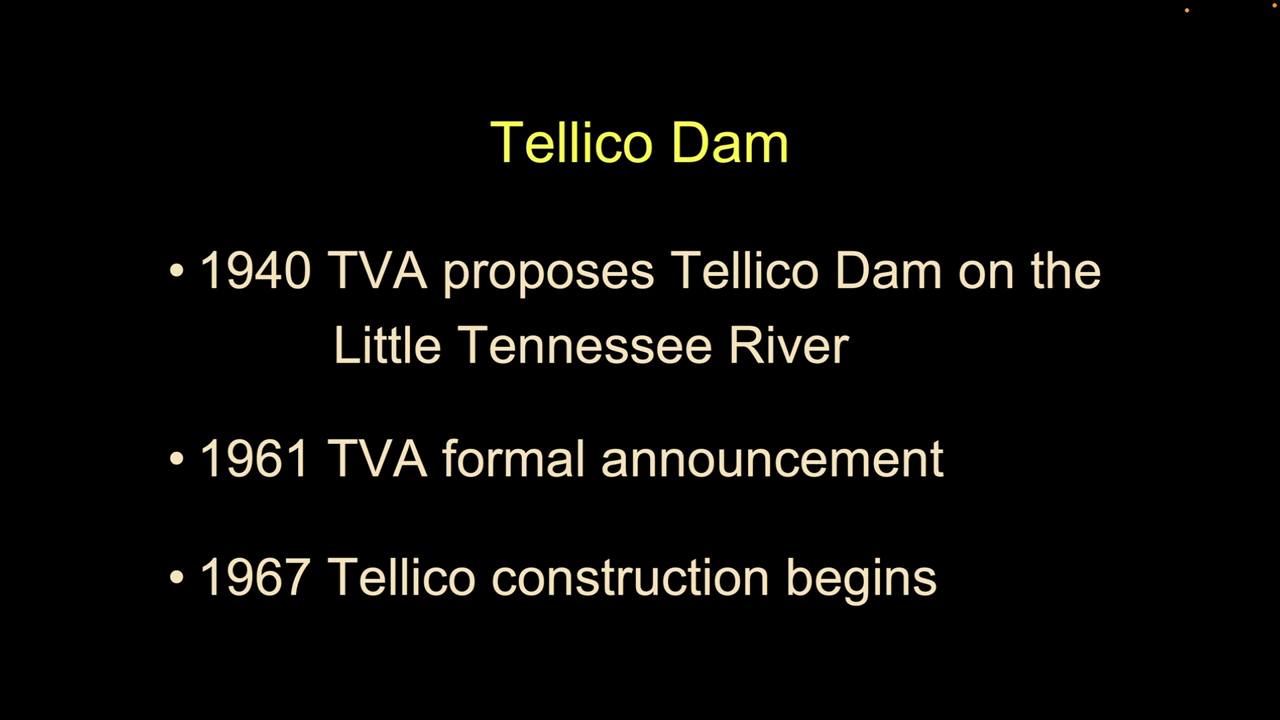 Tellico Dam
• 1940 TVA proposes Tellico Dam on the
Little Tennessee River
• 1961 TVA formal announcement
• 1967 Tellico construction begins